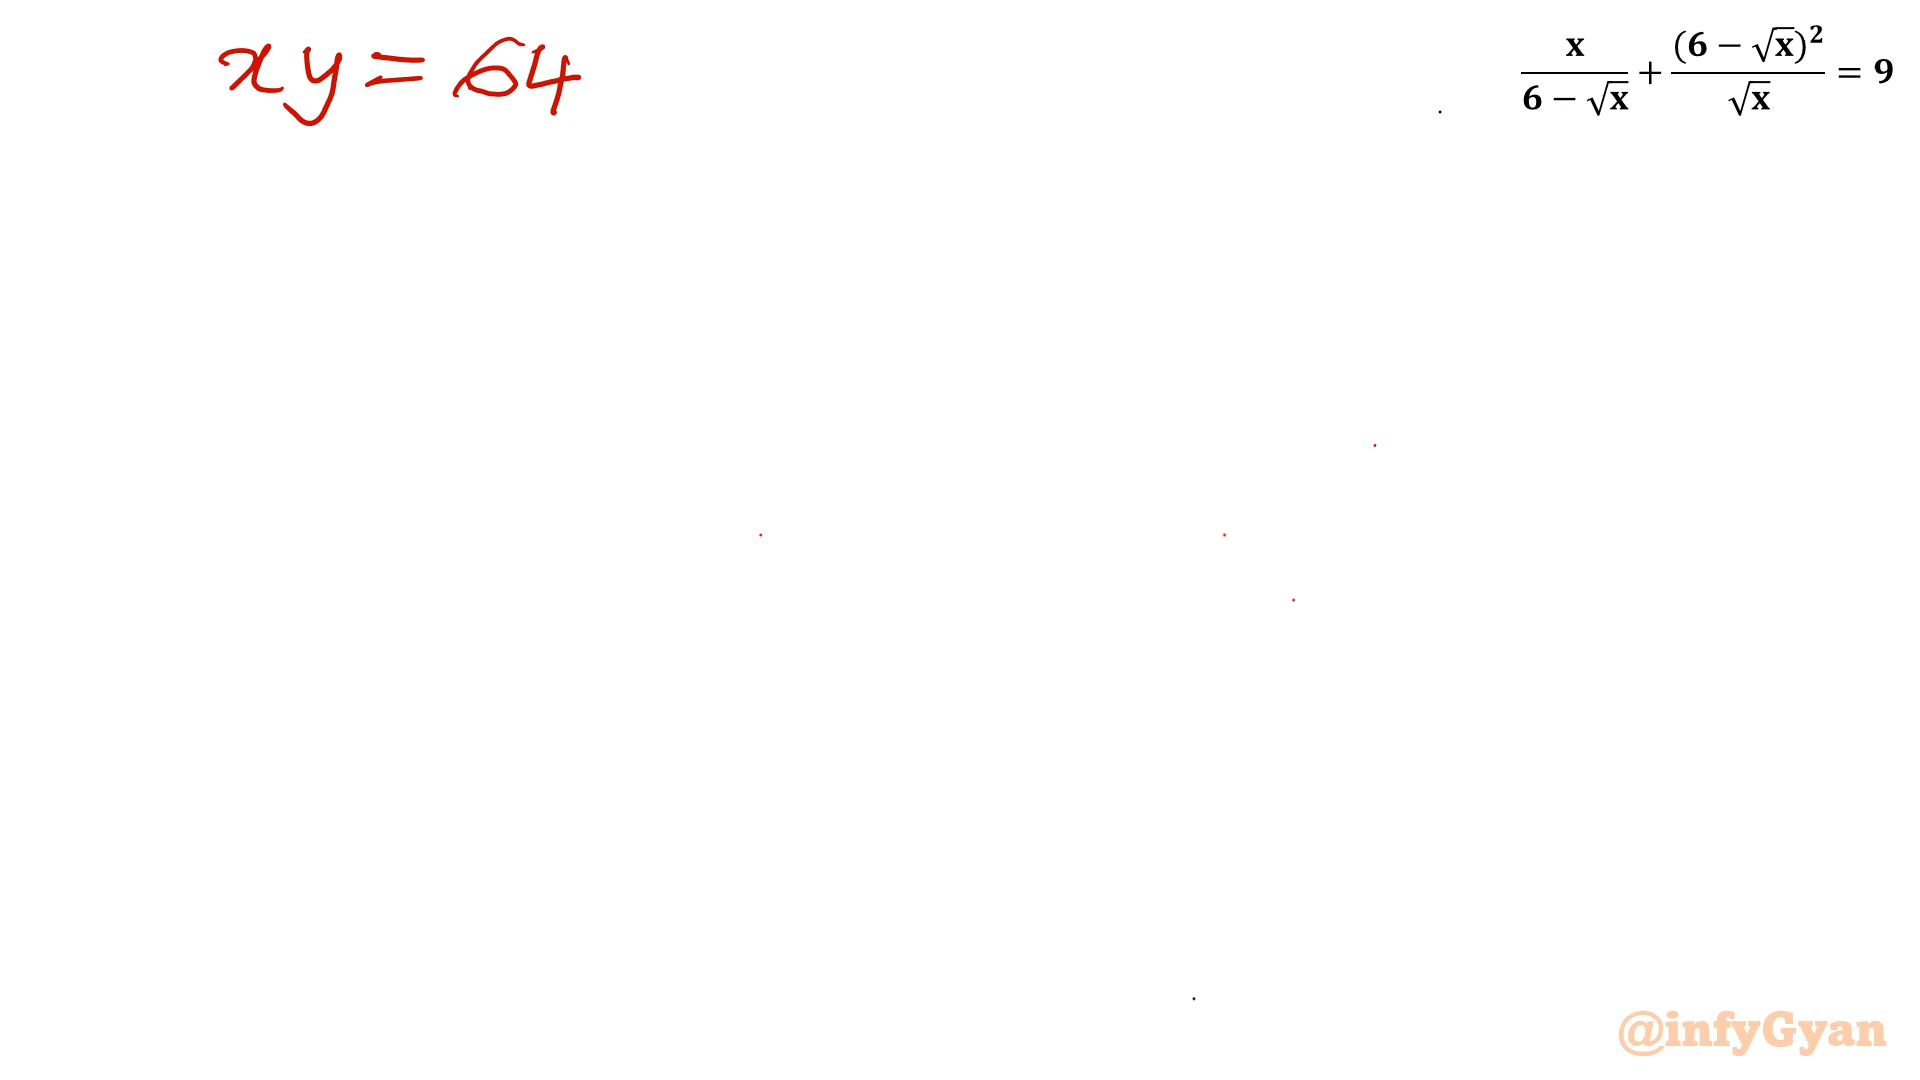 xy = 64
x/(6 − √x) + (6 − √x)²/√x = 9
@infyGyan